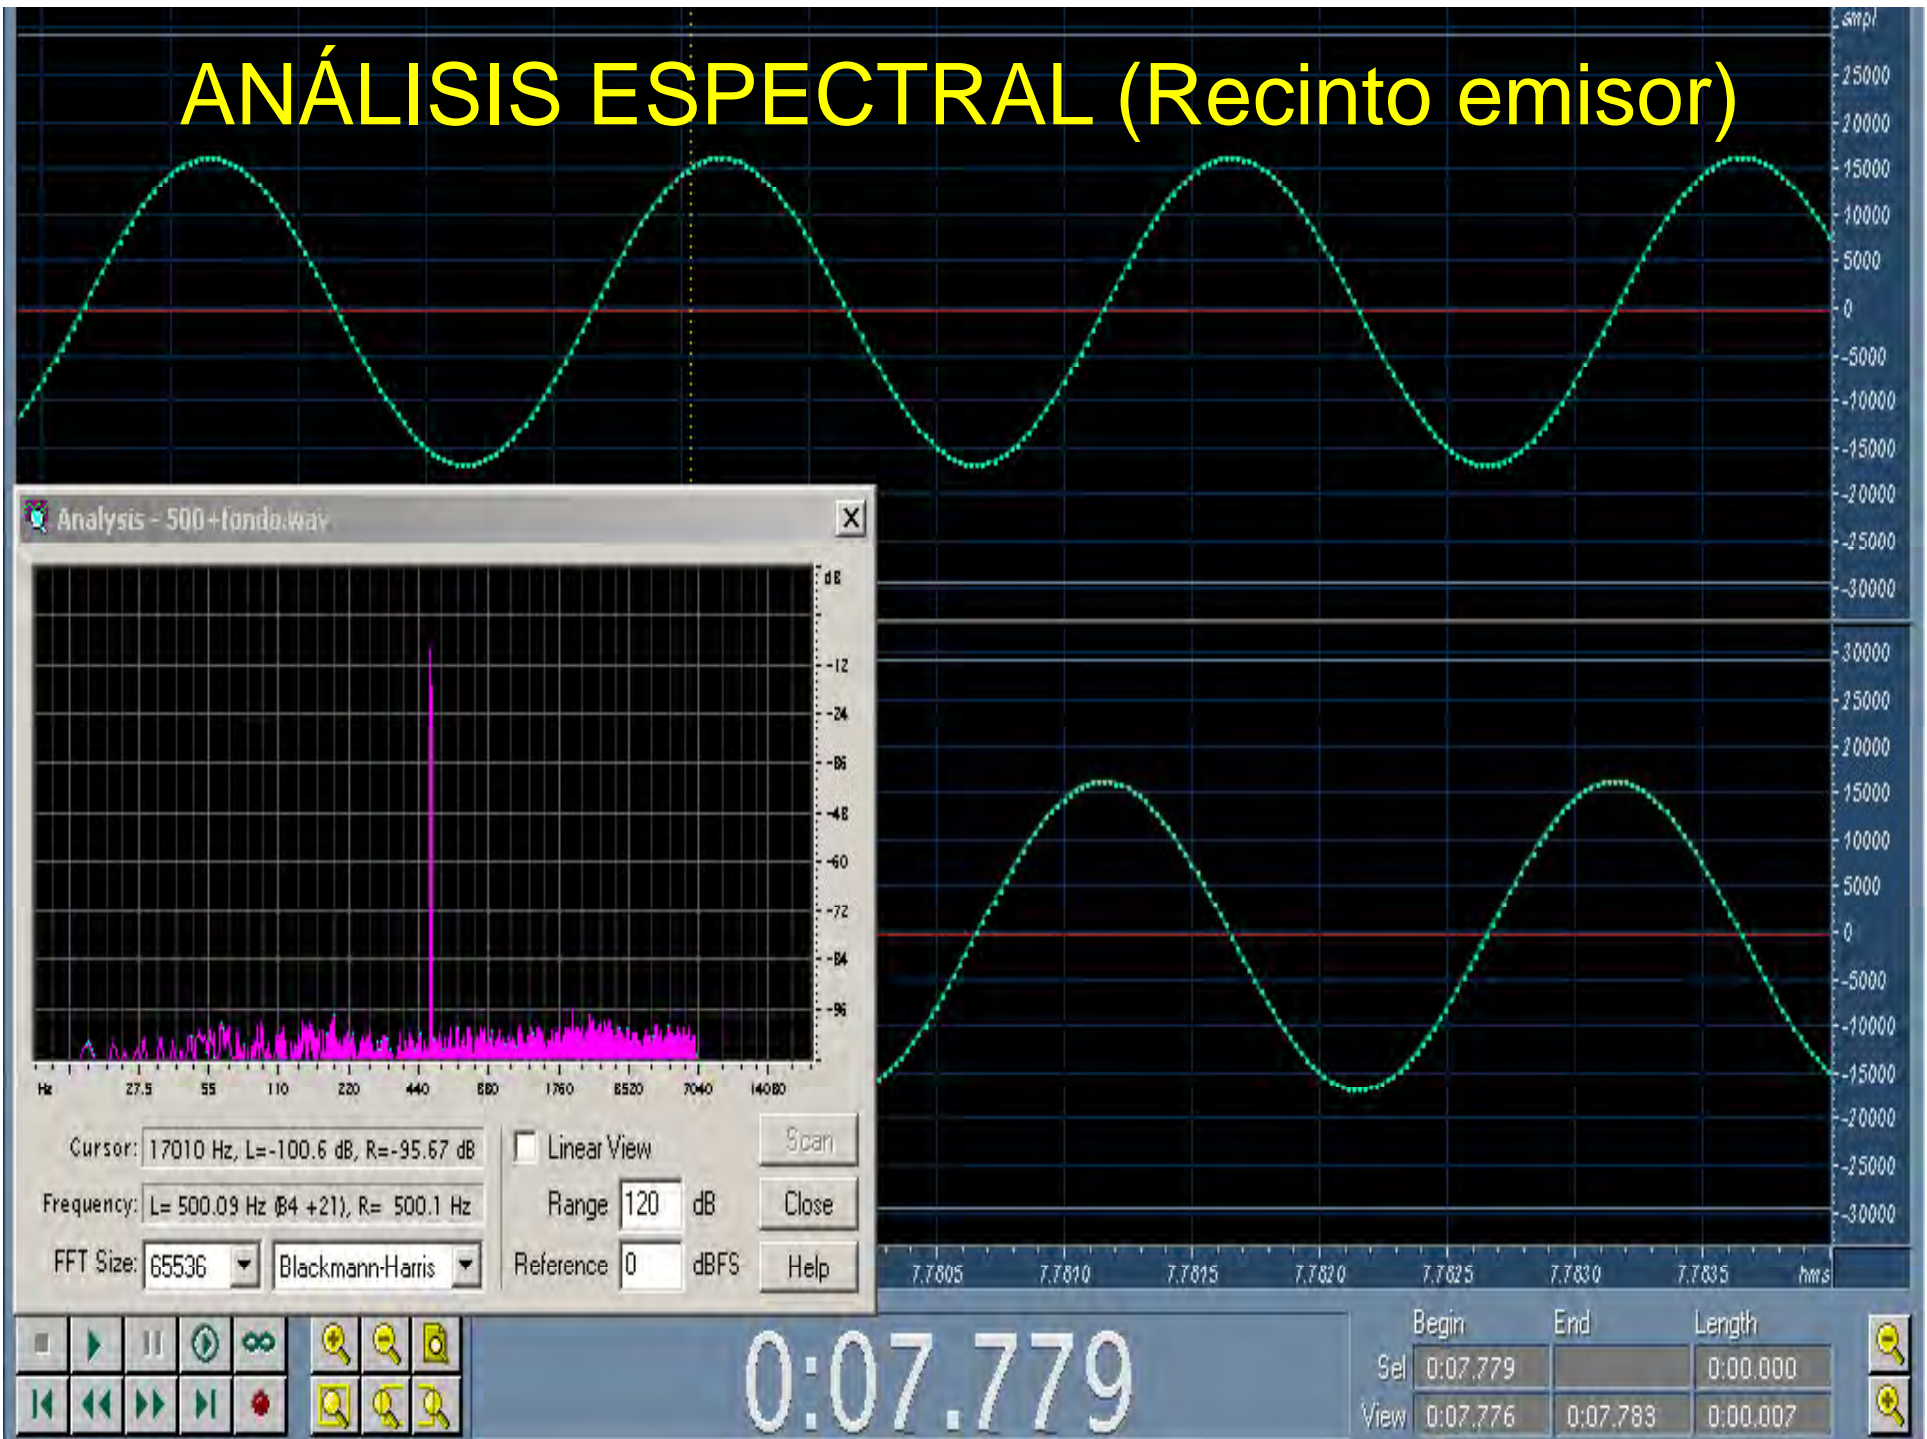 smpl
ANÁLISIS ESPECTRAL (Recinto emisor)
25000
20000
15000
10000
5000
0
-5000
-10000
-15000
-20000
-25000
-30000
Analysis - 500+fondo.wav
X
dB
-12
-24
-36
-48
-60
-72
-84
-96
Hz 27.5 55 110 220 440 880 1760 3520 7040 14080
Cursor: 17010 Hz, L=-100.6 dB, R=-95.67 dB
Frequency: L= 500.09 Hz (B4 +21), R= 500.1 Hz
FFT Size: 65536 Blackmann-Harris
Linear View
Range 120 dB
Reference 0 dBFS
Scan
Close
Help
30000
25000
20000
15000
10000
5000
0
-5000
-10000
-15000
-20000
-25000
-30000
7.7805 7.7810 7.7815 7.7820 7.7825 7.7830 7.7835 hms
0:07.779
Begin End Length
Sel 0:07.779 0:00.000
View 0:07.776 0:07.783 0:00.007